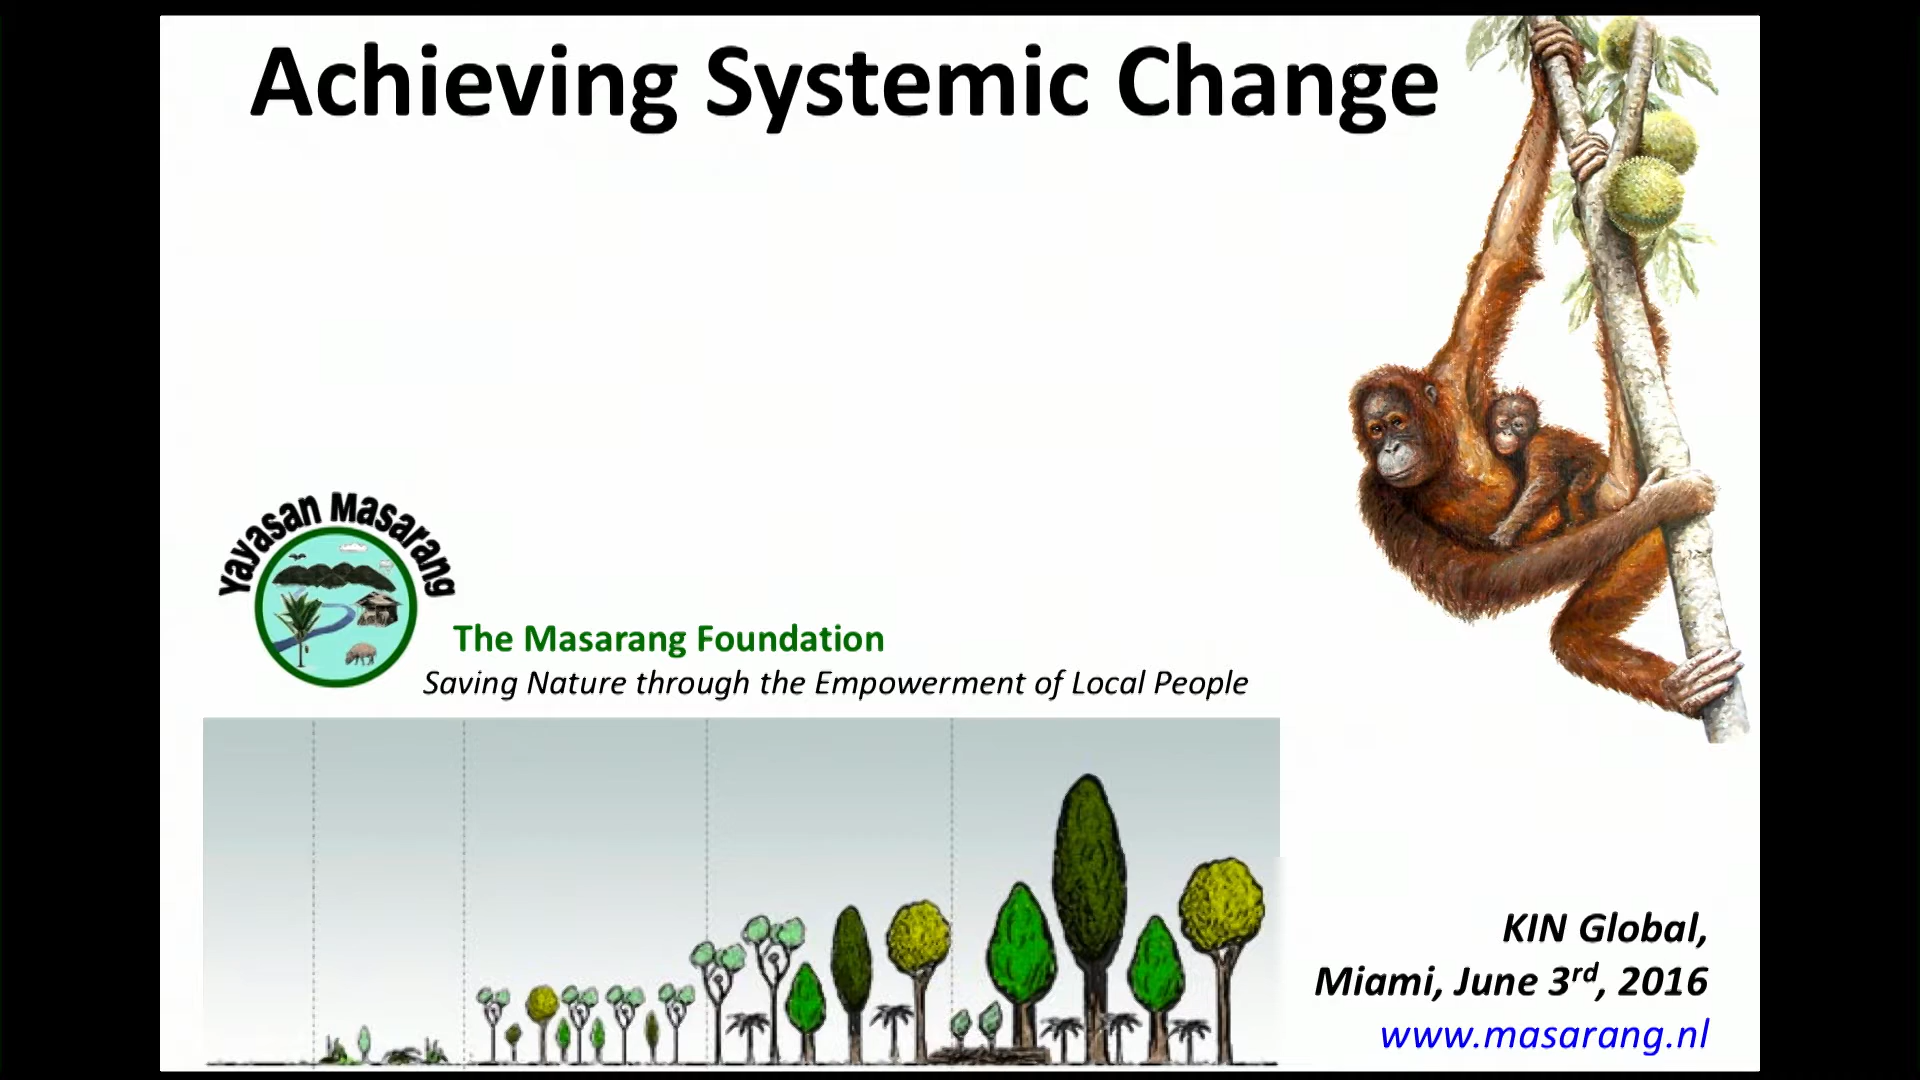 Achieving Systemic Change
Yayasan Masarang
The Masarang Foundation
Saving Nature through the Empowerment of Local People
KIN Global,
Miami, June 3rd, 2016
www.masarang.nl